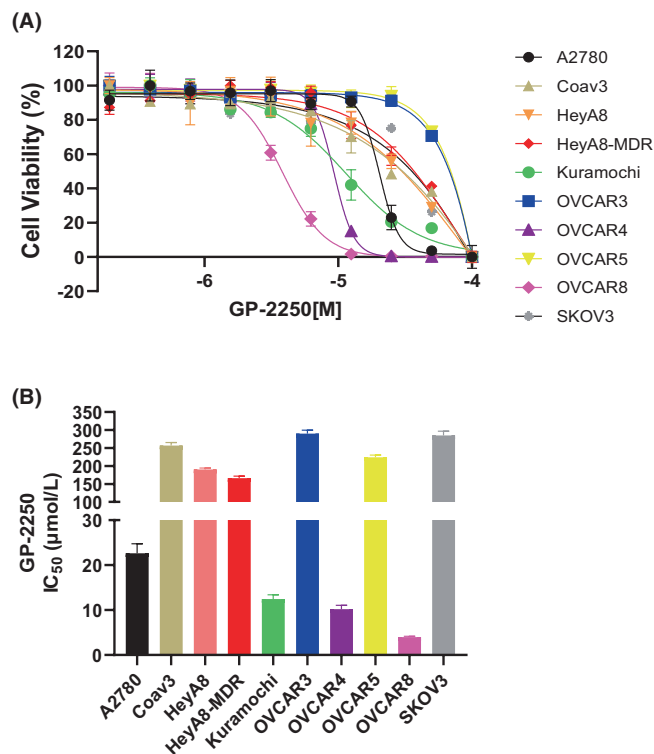 (A)
120
100
80
60
40
20
0
-20
Cell Viability (%)
-6
-5
-4
GP-2250[M]
A2780
Coav3
HeyA8
HeyA8-MDR
Kuramochi
OVCAR3
OVCAR4
OVCAR5
OVCAR8
SKOV3
(B)
350
300
250
200
150
100
30
20
10
0
GP-2250
IC50 (μmol/L)
A2780
Coav3
HeyA8
HeyA8-MDR
Kuramochi
OVCAR3
OVCAR4
OVCAR5
OVCAR8
SKOV3